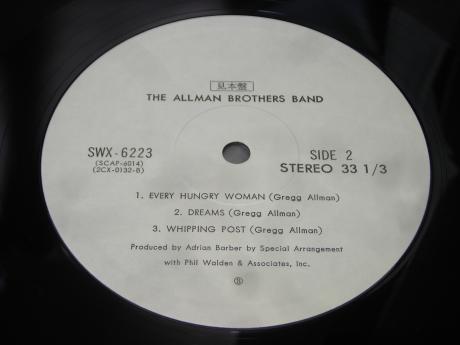 見本盤
THE ALLMAN BROTHERS BAND
SWX-6223
(SCAP-6014)
(2CX-0132-B)
SIDE 2
STEREO 33 1/3
1. EVERY HUNGRY WOMAN (Gregg Allman)
2. DREAMS (Gregg Allman)
3. WHIPPING POST (Gregg Allman)
Produced by Adrian Barber by Special Arrangement
with Phil Walden & Associates, Inc.